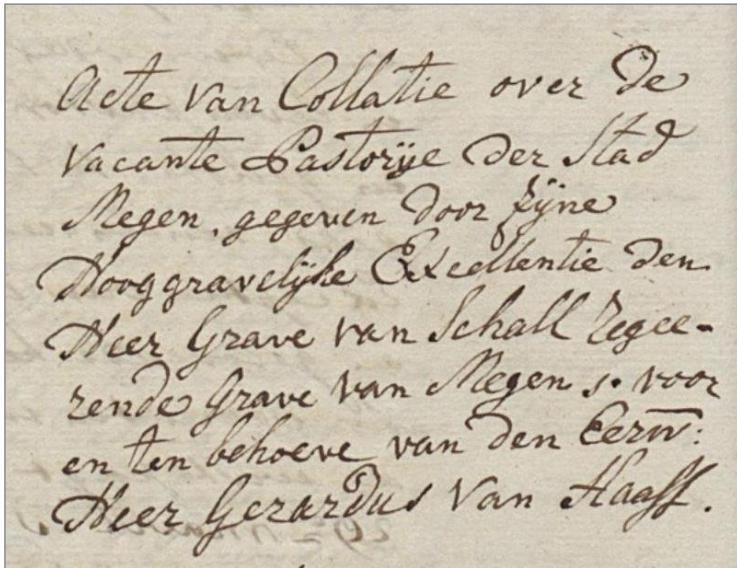 Acte van Collatie over de
vacante Pastorije der Stad
Megen, gegeven door zijne
Hooggravelijke Excellentie den
Heer Grave van Schall regee-
rende Grave van Megen voor
en ten behoeve van den Eerw:
Heer Gerardus van Haaff.